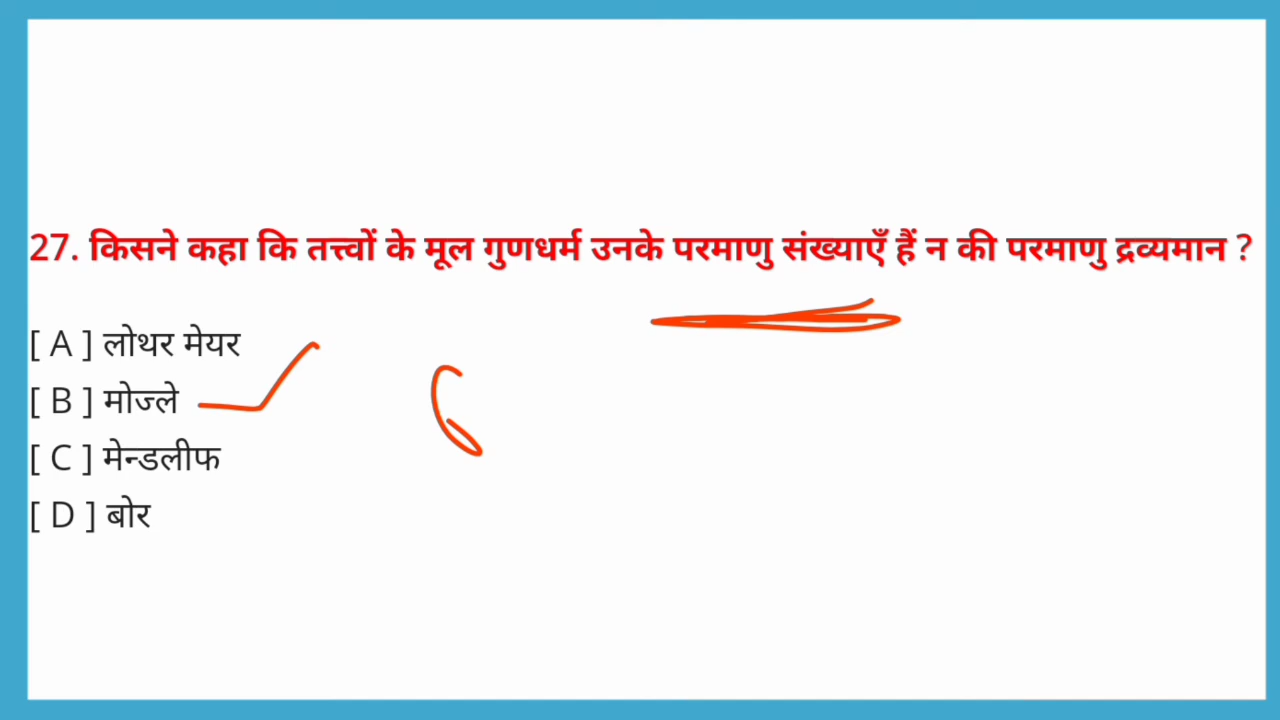 27. किसने कहा कि तत्त्वों के मूल गुणधर्म उनके परमाणु संख्याएँ हैं न की परमाणु द्रव्यमान ?
[ A ] लोथर मेयर
[ B ] मोज्ले
[ C ] मेन्डलीफ
[ D ] बोर